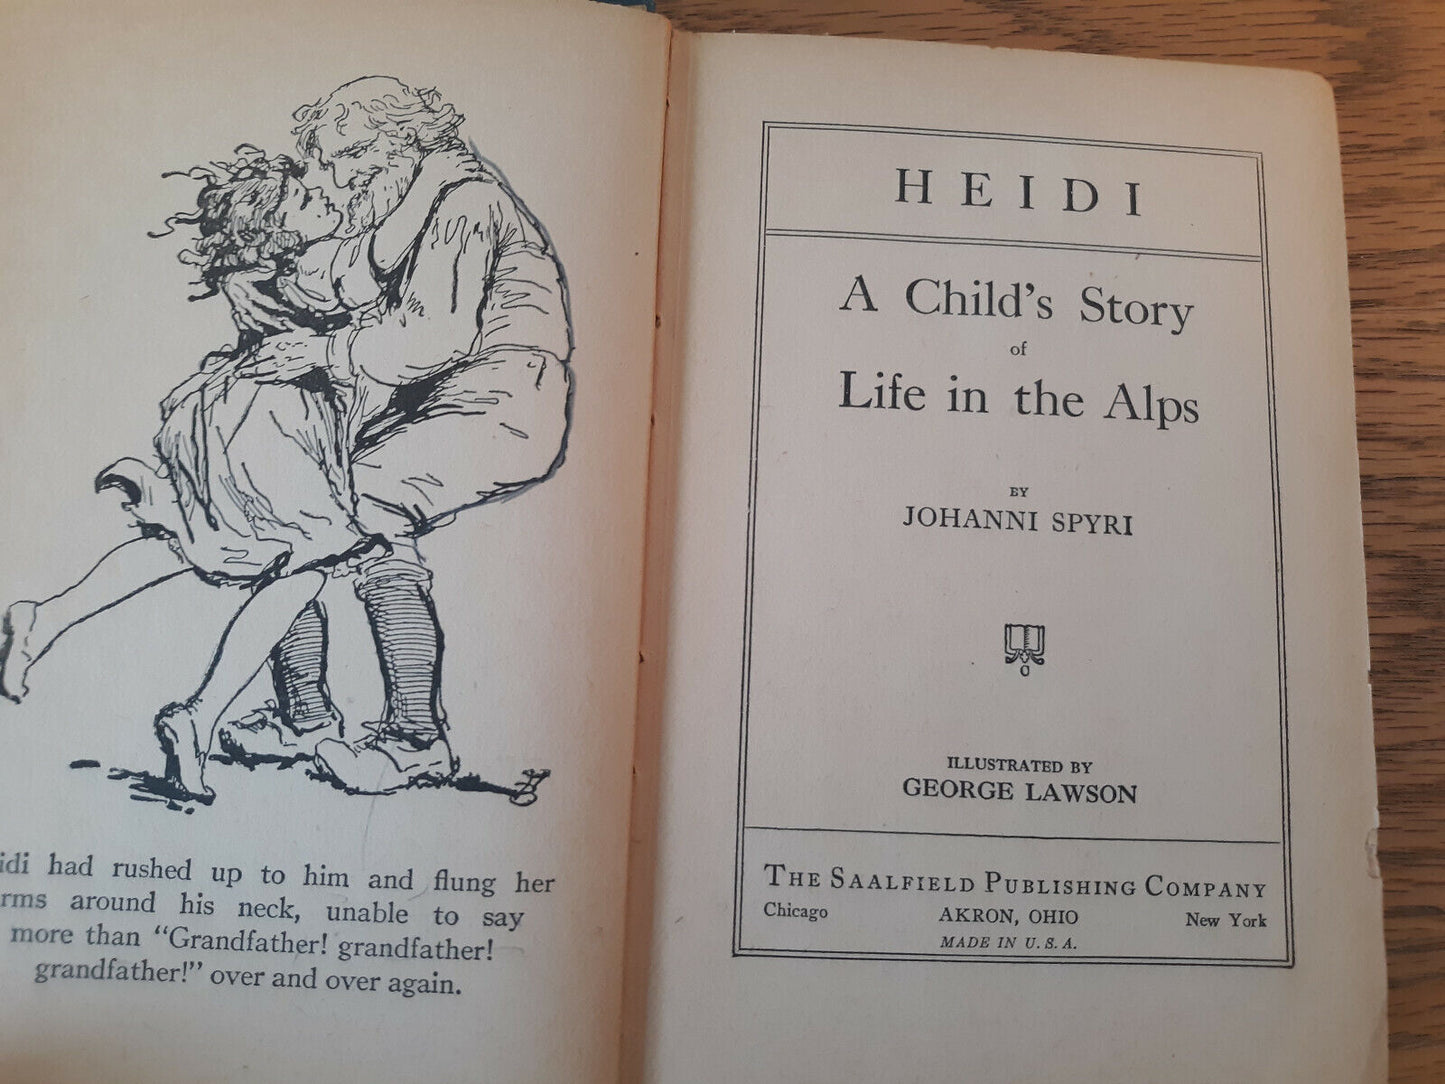 idi had rushed up to him and flung her
rms around his neck, unable to say
more than "Grandfather! grandfather!
grandfather!" over and over again.
HEIDI
A Child's Story
of
Life in the Alps
BY
JOHANNI SPYRI
ILLUSTRATED BY
GEORGE LAWSON
THE SAALFIELD PUBLISHING COMPANY
Chicago AKRON, OHIO New York
MADE IN U. S. A.